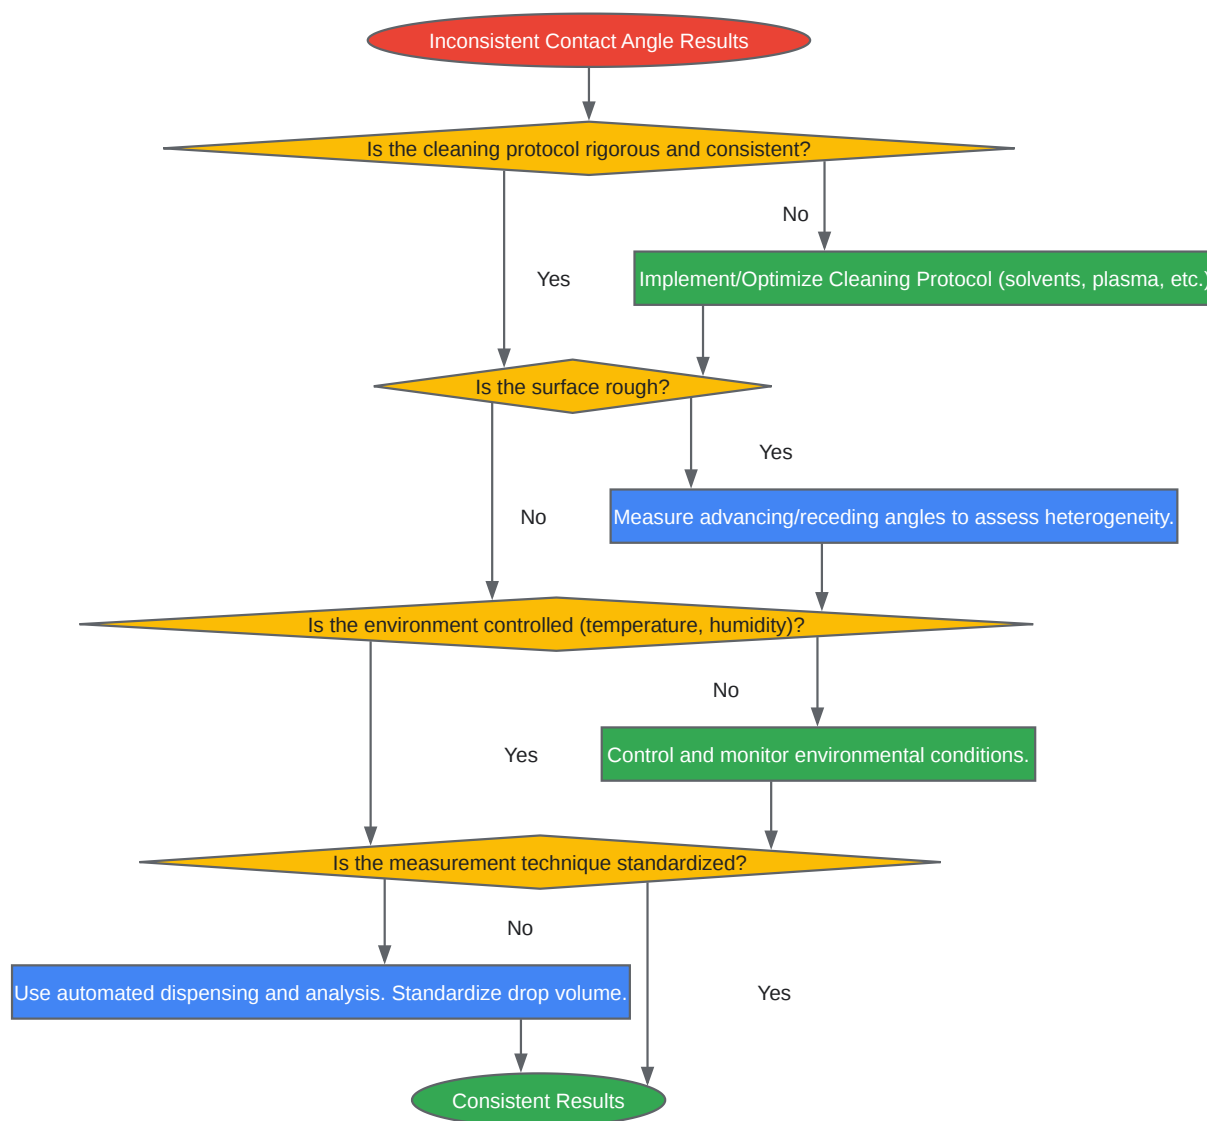 Inconsistent Contact Angle Results
Is the cleaning protocol rigorous and consistent?
No
Yes
Implement/Optimize Cleaning Protocol (solvents, plasma, etc.)
Is the surface rough?
Yes
No
Measure advancing/receding angles to assess heterogeneity.
Is the environment controlled (temperature, humidity)?
No
Yes
Control and monitor environmental conditions.
Is the measurement technique standardized?
No
Use automated dispensing and analysis. Standardize drop volume.
Yes
Consistent Results